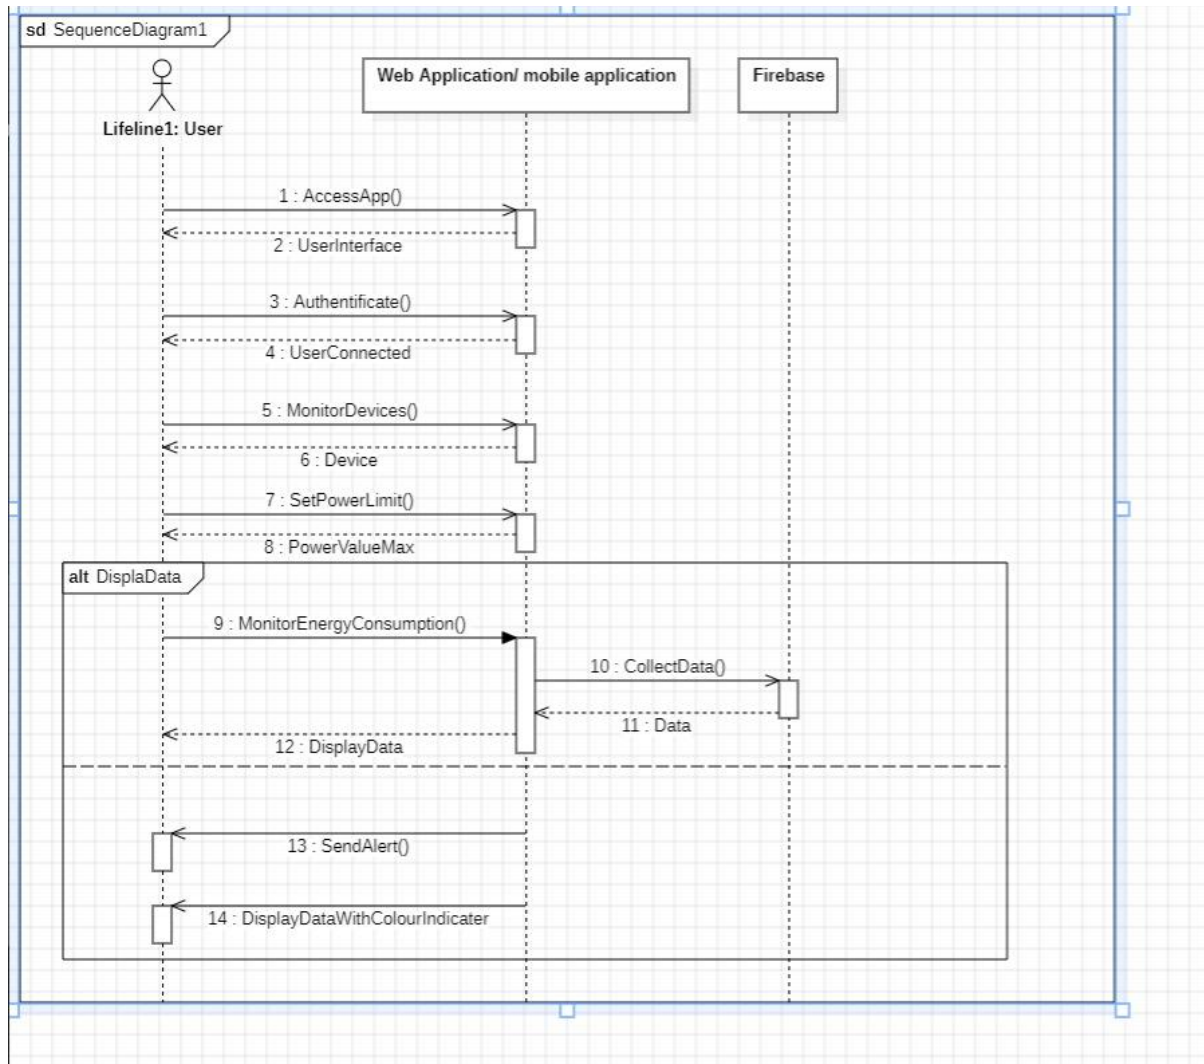 sd SequenceDiagram1
Web Application/ mobile application
Firebase
Lifeline1: User
1 : AccessApp()
2 : UserInterface
3 : Authentificate()
4 : UserConnected
5 : MonitorDevices()
6 : Device
7 : SetPowerLimit()
8 : PowerValueMax
alt DisplaData
9 : MonitorEnergyConsumption()
10 : CollectData()
11 : Data
12 : DisplayData
13 : SendAlert()
14 : DisplayDataWithColourIndicater